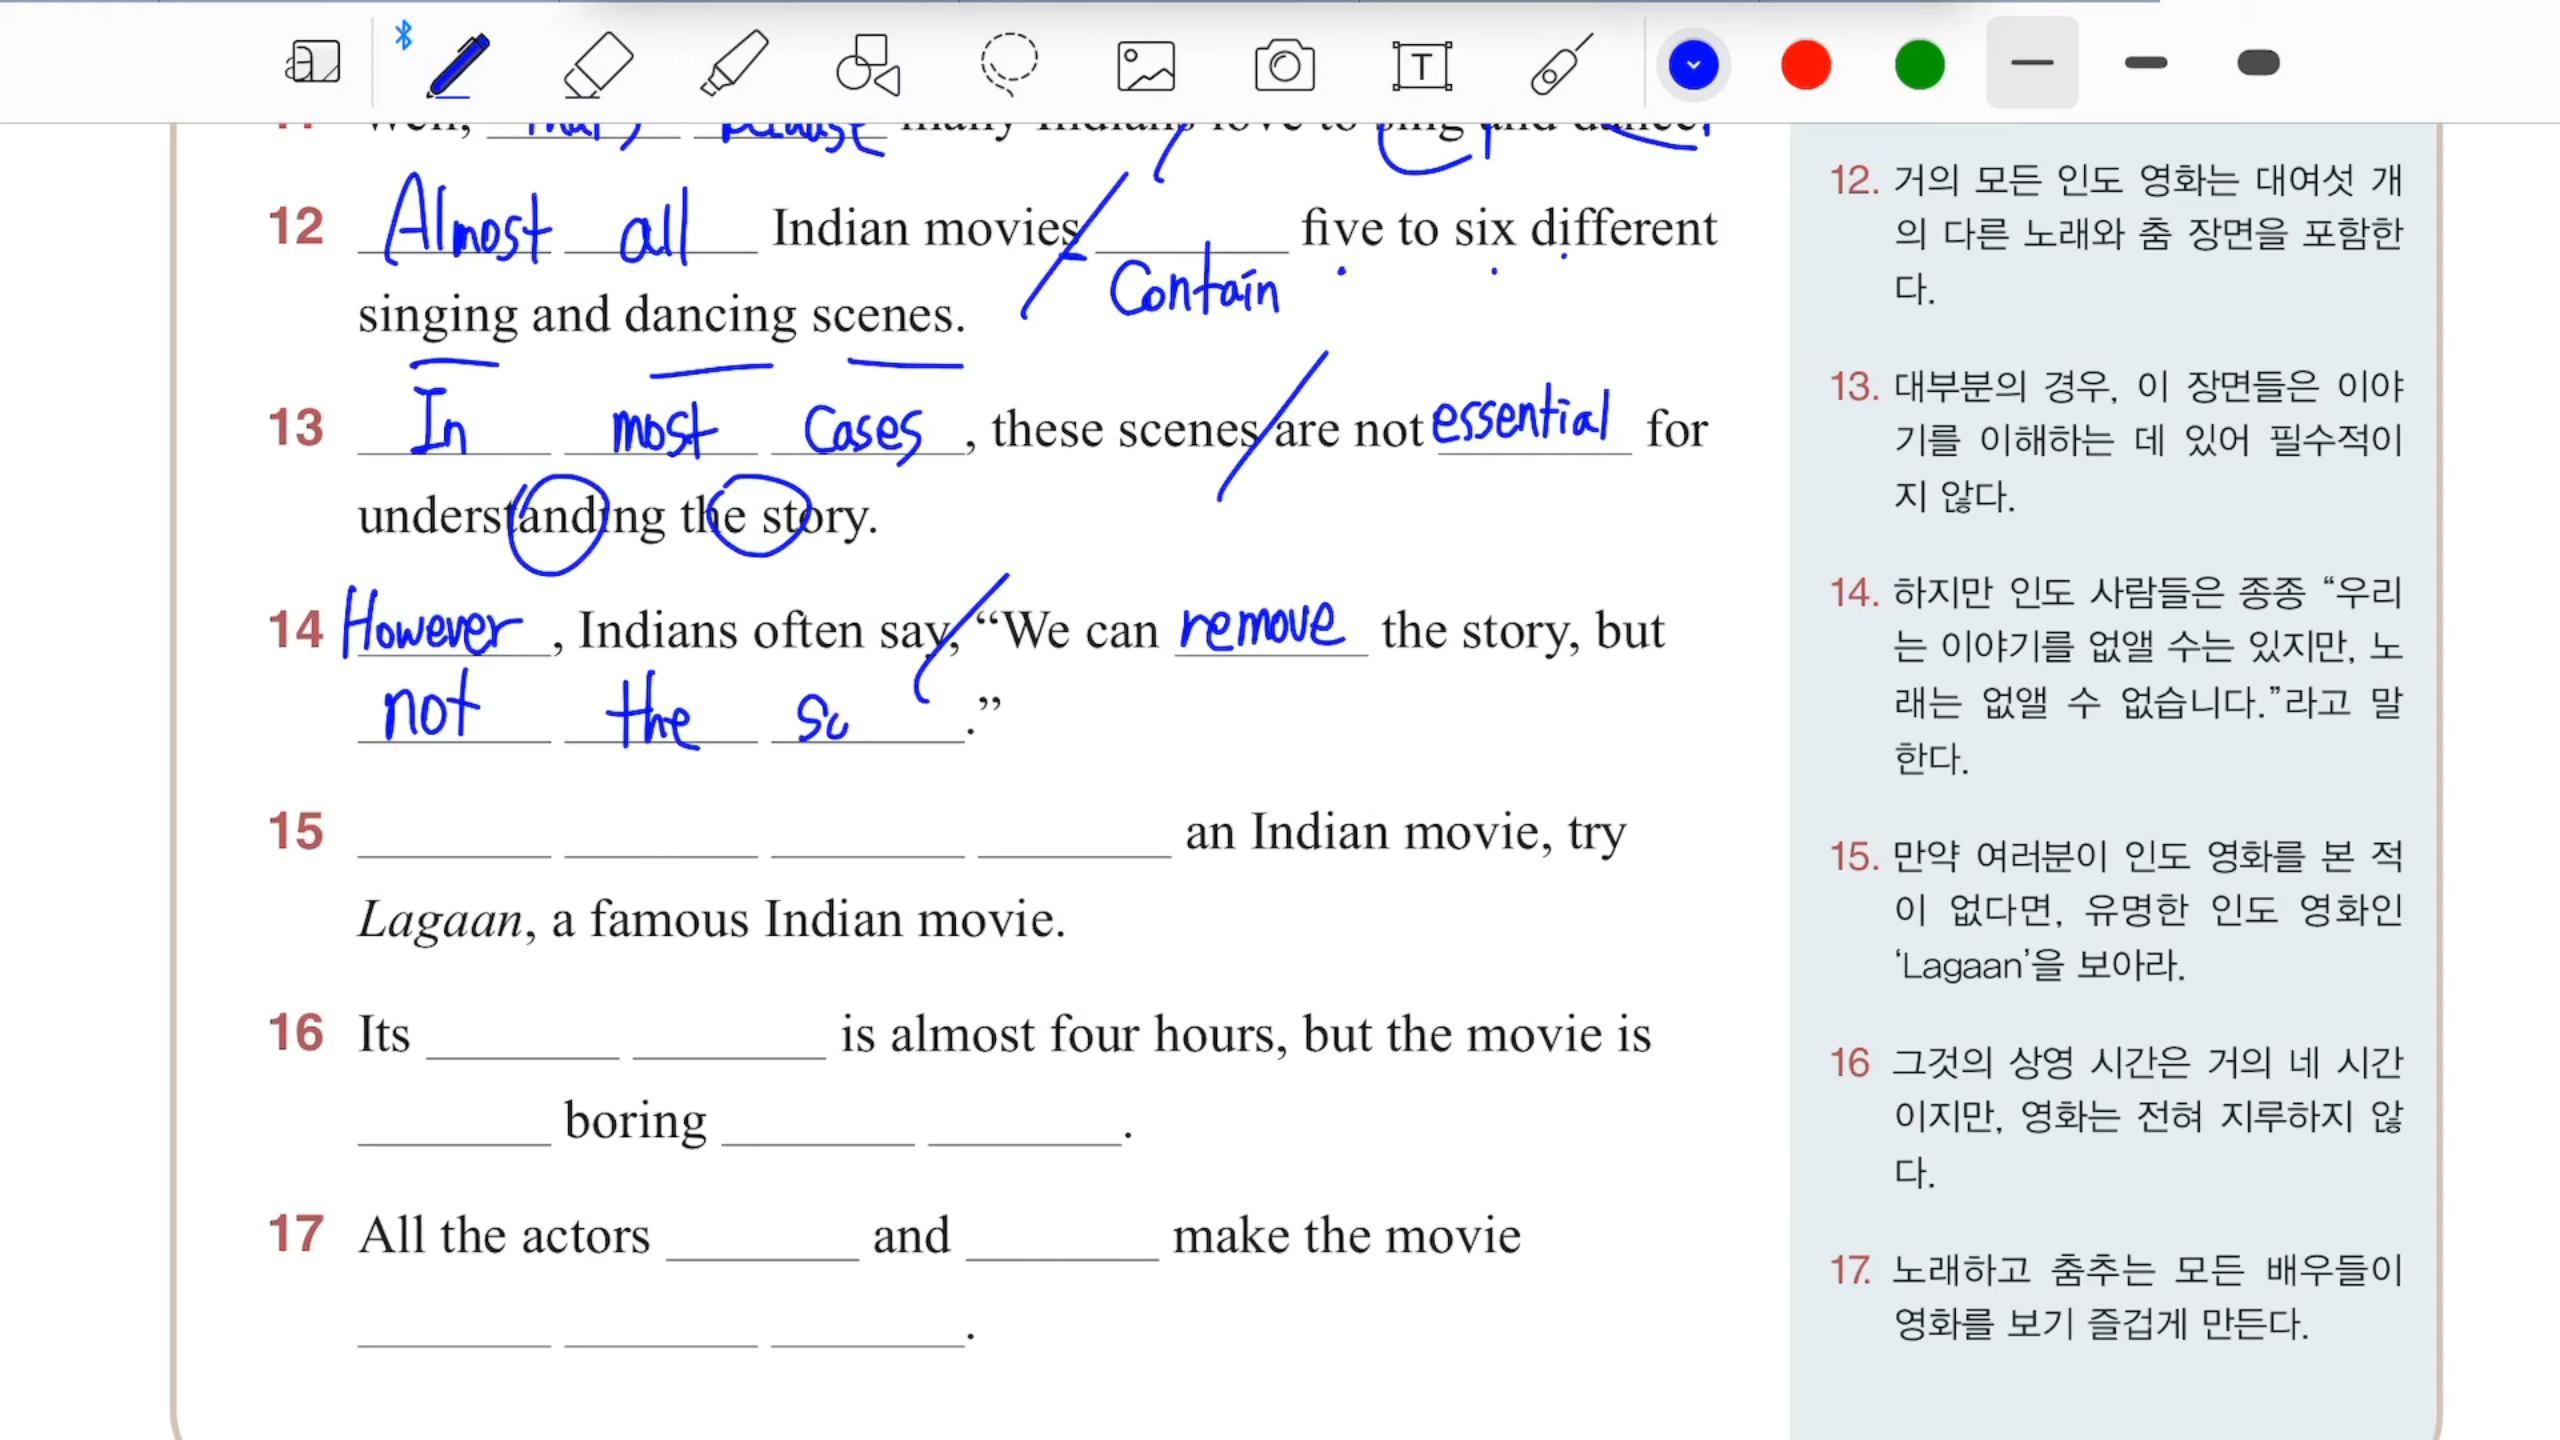 Well, because many Indians love to sing and dance.
12 Almost all Indian movies contain five to six different
singing and dancing scenes.
13 In most cases, these scenes are not essential for
understanding the story.
14 However, Indians often say, “We can remove the story, but
not the so .”
15 an Indian movie, try
Lagaan, a famous Indian movie.
16 Its is almost four hours, but the movie is
boring .
17 All the actors and make the movie
.
12. 거의 모든 인도 영화는 대여섯 개
의 다른 노래와 춤 장면을 포함한
다.
13. 대부분의 경우, 이 장면들은 이야
기를 이해하는 데 있어 필수적이
지 않다.
14. 하지만 인도 사람들은 종종 “우리
는 이야기를 없앨 수는 있지만, 노
래는 없앨 수 없습니다.”라고 말
한다.
15. 만약 여러분이 인도 영화를 본 적
이 없다면, 유명한 인도 영화인
‘Lagaan’을 보아라.
16 그것의 상영 시간은 거의 네 시간
이지만, 영화는 전혀 지루하지 않
다.
17. 노래하고 춤추는 모든 배우들이
영화를 보기 즐겁게 만든다.